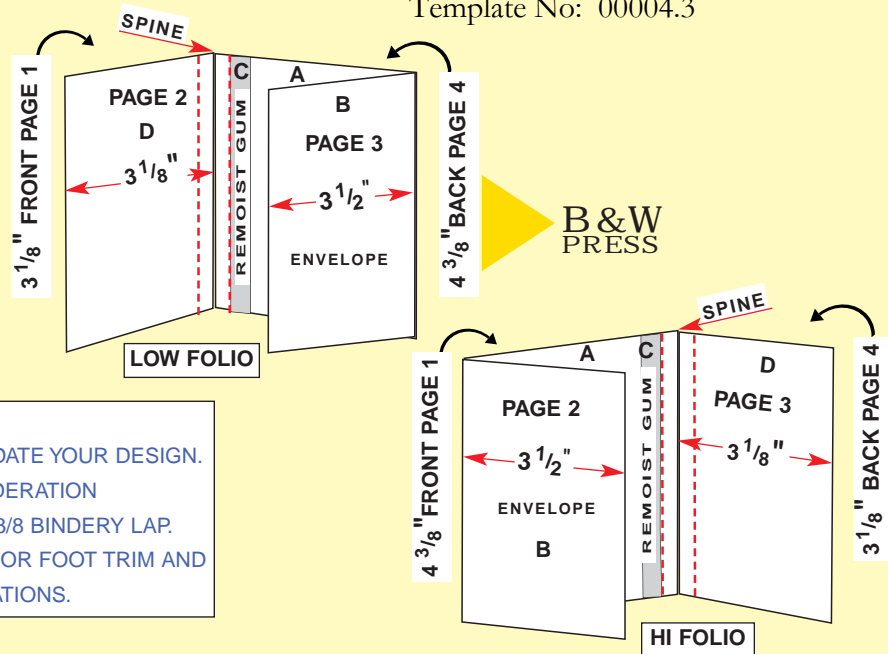 Template No: 00004.3
SPINE
3 1/8" FRONT PAGE 1
PAGE 2
D
3 1/8"
C
REMOIST GUM
A
B
PAGE 3
3 1/2"
ENVELOPE
4 3/8" BACK PAGE 4
LOW FOLIO
B&W
PRESS
SPINE
4 3/8" FRONT PAGE 1
A
PAGE 2
3 1/2"
ENVELOPE
B
C
REMOIST GUM
D
PAGE 3
3 1/8"
3 1/8" BACK PAGE 4
HI FOLIO
DATE YOUR DESIGN.
DERATION
3/8 BINDERY LAP.
OR FOOT TRIM AND
ATIONS.